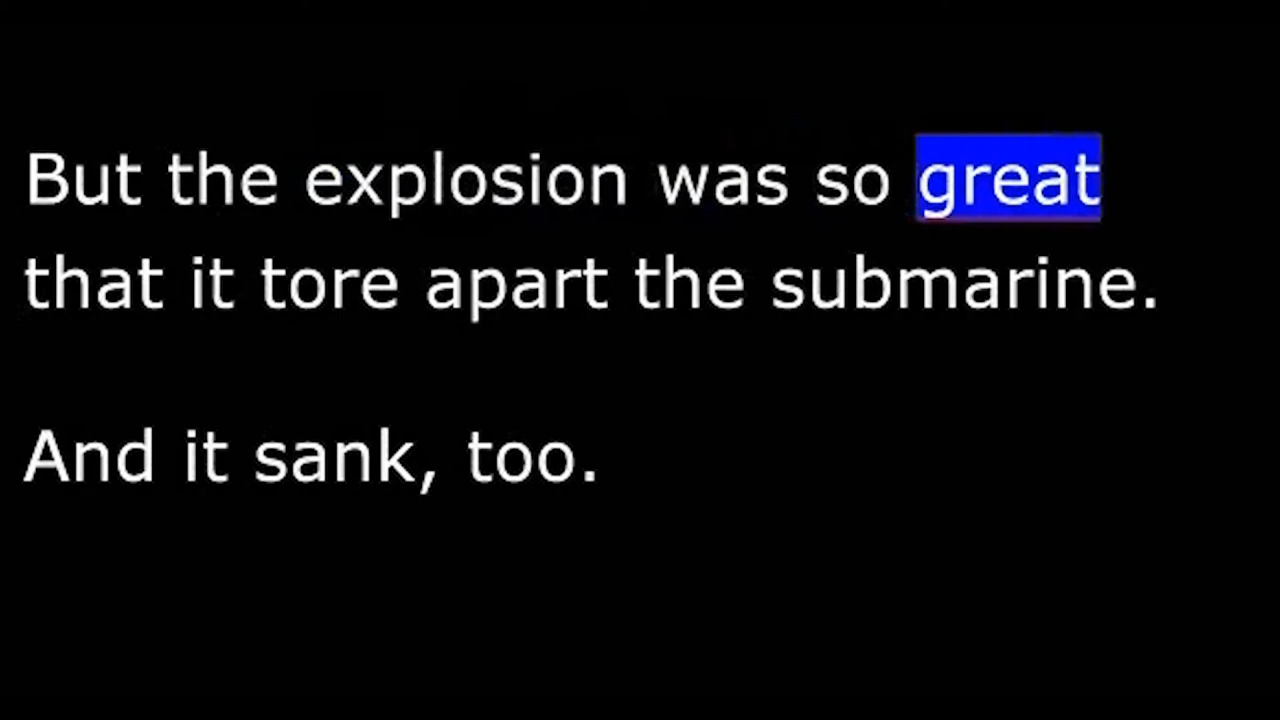 But the explosion was so great
that it tore apart the submarine.
And it sank, too.